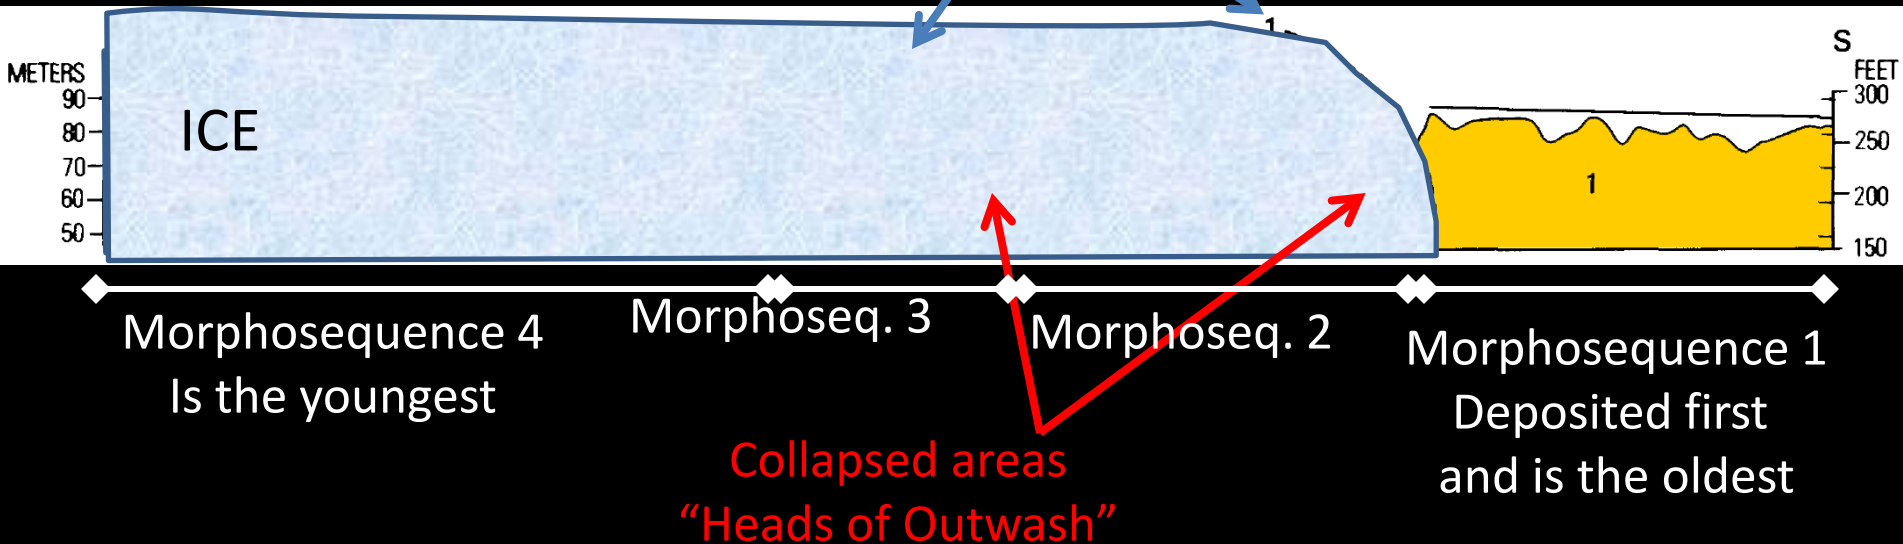 1
S
METERS
FEET
90
80
70
60
50
ICE
300
250
200
150
1
Morphosequence 4
Is the youngest
Morphoseq. 3
Morphoseq. 2
Morphosequence 1
Deposited first
and is the oldest
Collapsed areas
“Heads of Outwash”